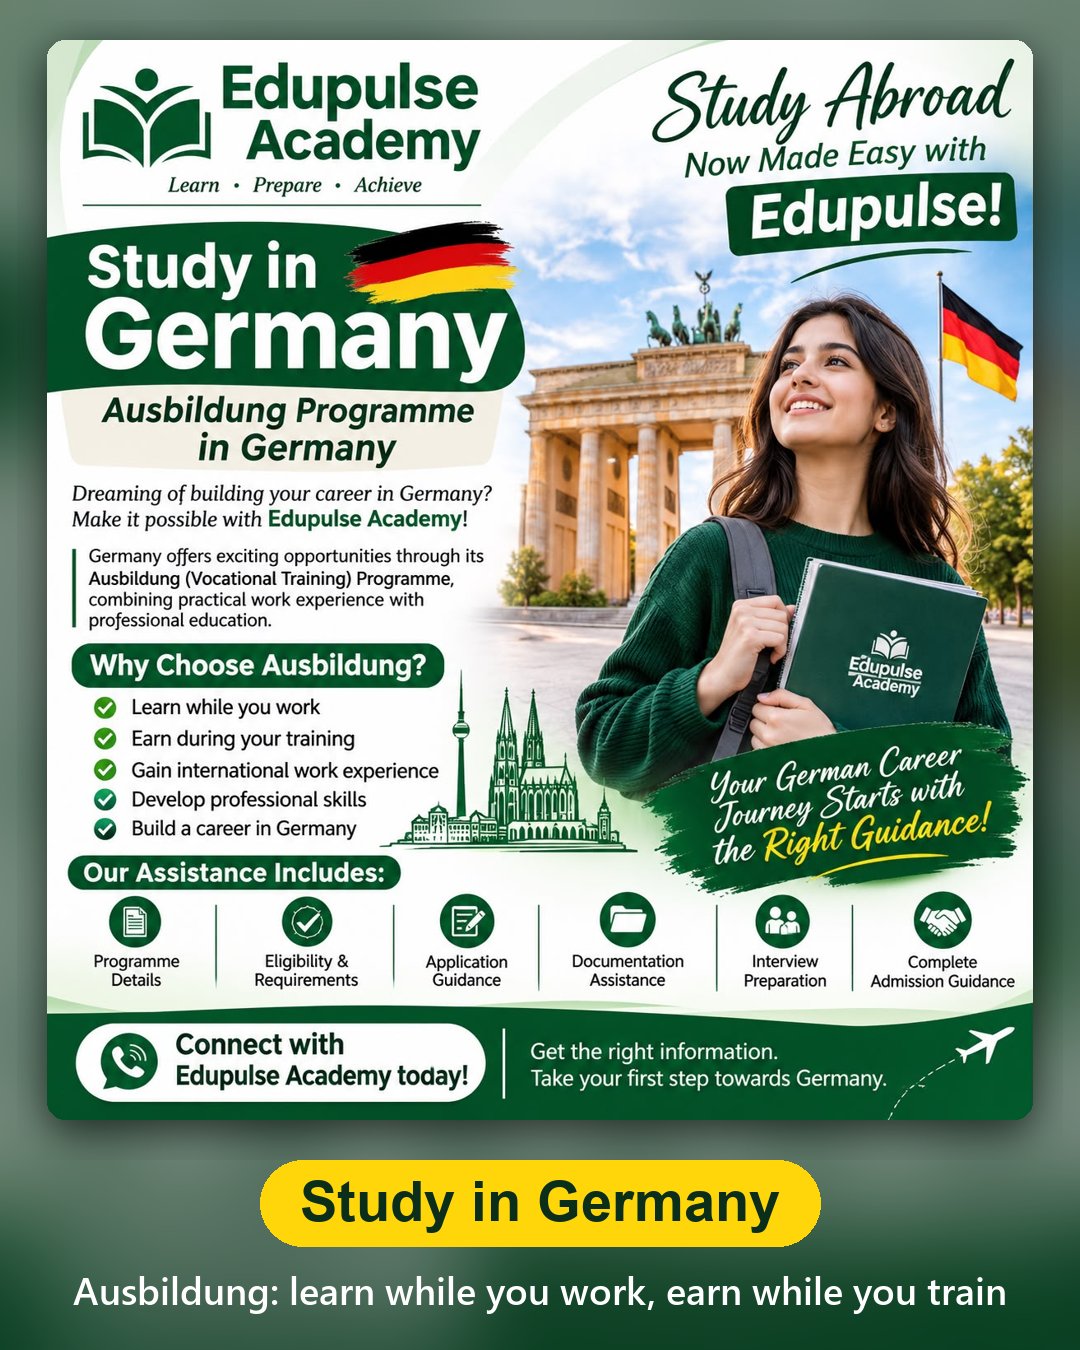 Edupulse
Academy
Learn • Prepare • Achieve
Study Abroad
Now Made Easy with
Edupulse!
Study in
Germany
Ausbildung Programme
in Germany
Dreaming of building your career in Germany?
Make it possible with Edupulse Academy!
Germany offers exciting opportunities through its
Ausbildung (Vocational Training) Programme,
combining practical work experience with
professional education.
Why Choose Ausbildung?
Learn while you work
Earn during your training
Gain international work experience
Develop professional skills
Build a career in Germany
Edupulse
Academy
Your German Career
Journey Starts with
the Right Guidance!
Our Assistance Includes:
Programme
Details
Eligibility &
Requirements
Application
Guidance
Documentation
Assistance
Interview
Preparation
Complete
Admission Guidance
Connect with
Edupulse Academy today!
Get the right information.
Take your first step towards Germany.
Study in Germany
Ausbildung: learn while you work, earn while you train